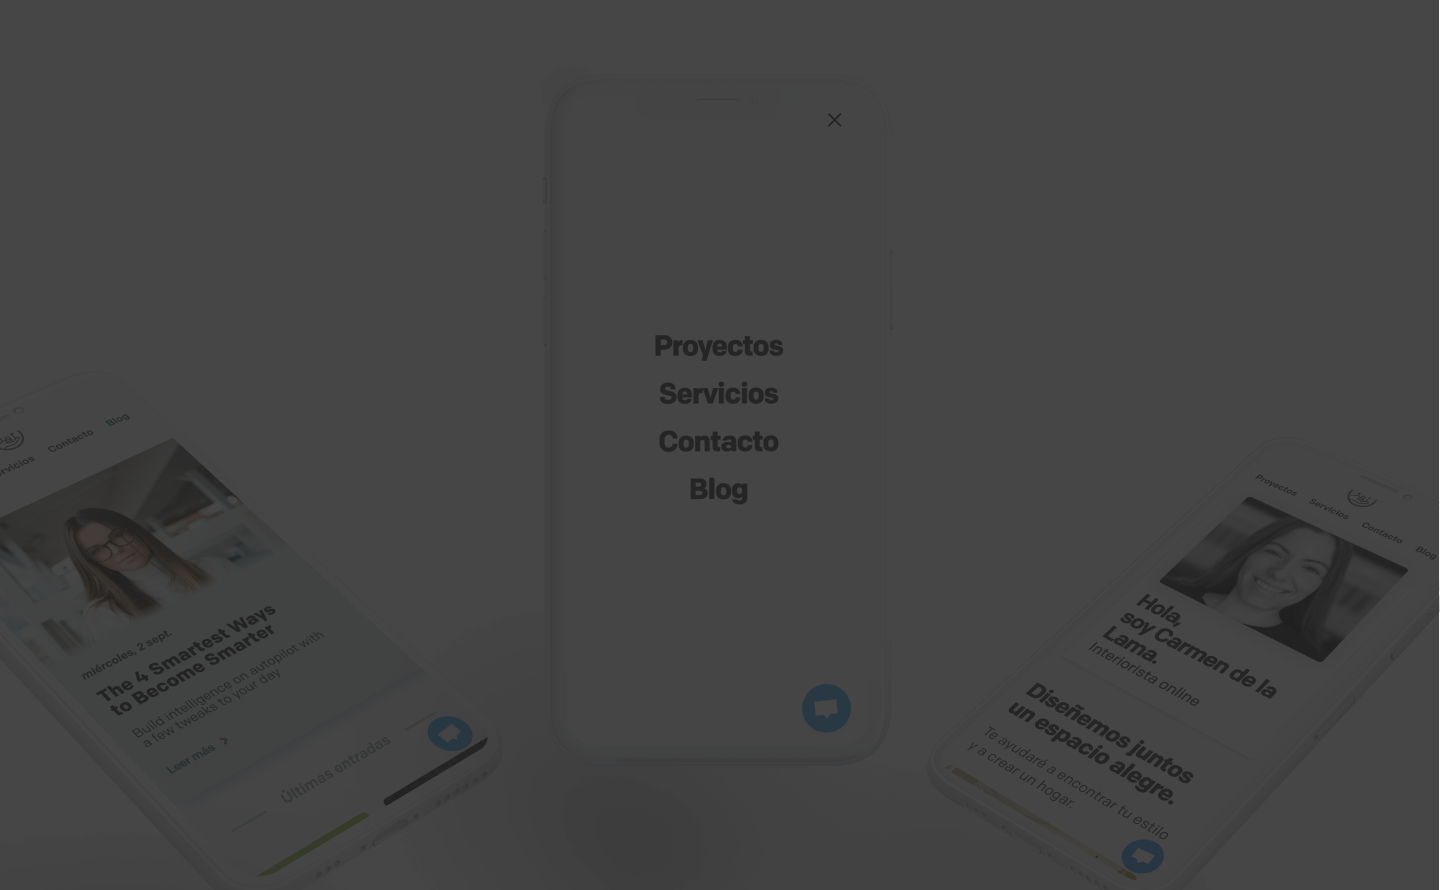 Proyectos
Servicios
Contacto
Blog
Contacto
Blog
miércoles, 2 sept.
The 4 Smartest Ways
to Become Smarter
Build intelligence on autopilot with
a few tweaks to your day
Leer más
Últimas entradas
Proyectos
Servicios
Contacto
Blog
Hola,
soy Carmen de la
Lama.
Interiorista online
Diseñemos juntos
un espacio alegre.
Te ayudaré a encontrar tu estilo
y a crear un hogar.